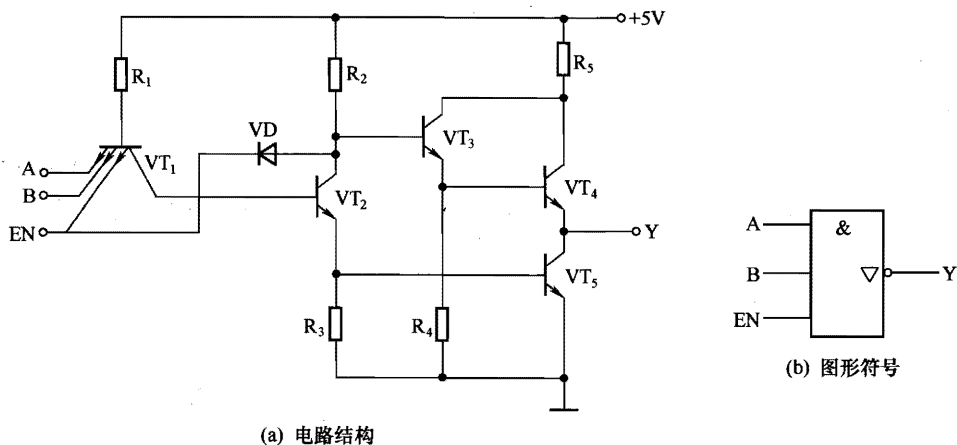 +5V
R₁
R₂
R₅
VD
VT₃
A
VT₁
B
VT₂
VT₄
EN
Y
VT₅
R₃
R₄
(a) 电路结构
A
&
B
▽
Y
EN
(b) 图形符号